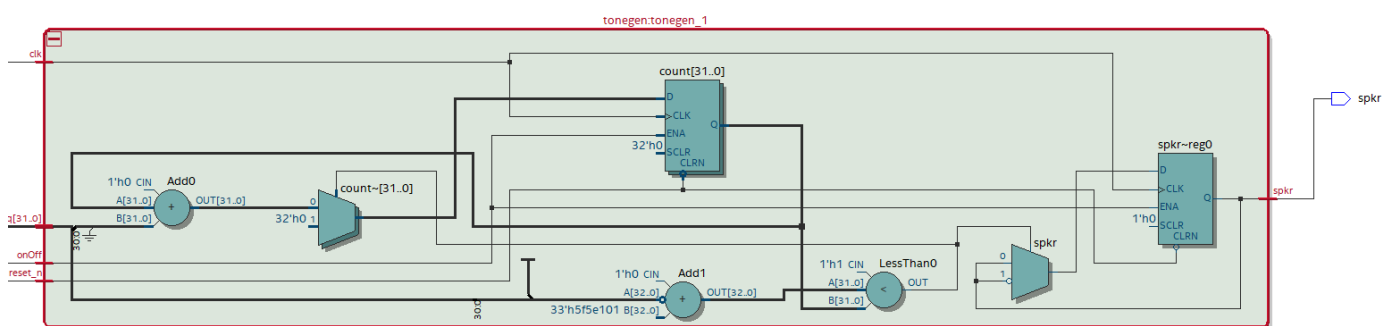 tonegen:tonegen_1
clk
count[31..0]
spkr
D
CLK
ENA
SCLR
CLRN
Q
32'h0
spkr~reg0
D
CLK
ENA
SCLR
CLRN
Q
1'h0
spkr
1'h0 CIN
Add0
A[31..0]
OUT[31..0]
B[31..0]
+
count~[31..0]
0
32'h0
1
q[31..0]
30:0
onOff
reset_n
30:0
1'h0 CIN
Add1
A[32..0]
OUT[32..0]
33'h5f5e101 B[32..0]
+
1'h1 CIN
LessThan0
A[31..0]
OUT
B[31..0]
<
spkr
0
1